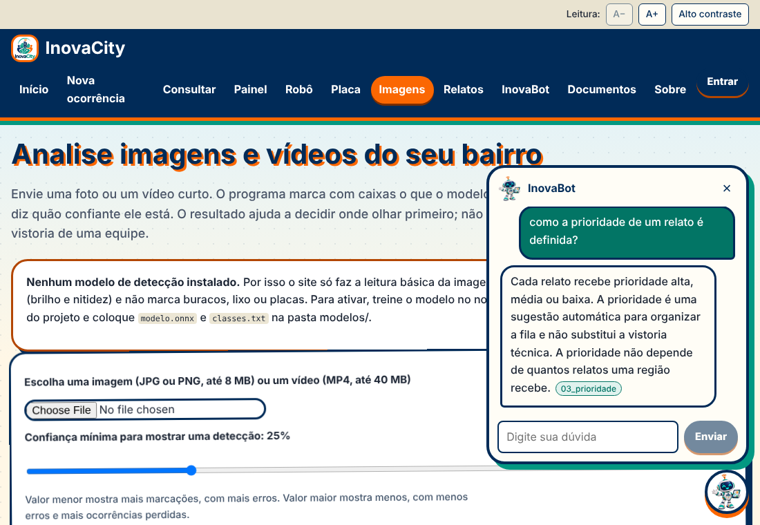 Leitura: A− A+ Alto contraste
InovaCity
Início Nova ocorrência Consultar Painel Robô Placa Imagens Relatos InovaBot Documentos Sobre Entrar
Analise imagens e vídeos do seu bairro
Envie uma foto ou um vídeo curto. O programa marca com caixas o que o model
diz quão confiante ele está. O resultado ajuda a decidir onde olhar primeiro; não
vistoria de uma equipe.
Nenhum modelo de detecção instalado. Por isso o site só faz a leitura básica da image
(brilho e nitidez) e não marca buracos, lixo ou placas. Para ativar, treine o modelo no no
do projeto e coloque modelo.onnx e classes.txt na pasta modelos/.
Escolha uma imagem (JPG ou PNG, até 8 MB) ou um vídeo (MP4, até 40 MB)
Choose File No file chosen
Confiança mínima para mostrar uma detecção: 25%
Valor menor mostra mais marcações, com mais erros. Valor maior mostra menos, com menos
erros e mais ocorrências perdidas.
InovaBot ×
como a prioridade de um relato é
definida?
Cada relato recebe prioridade alta,
média ou baixa. A prioridade é uma
sugestão automática para organizar
a fila e não substitui a vistoria
técnica. A prioridade não depende
de quantos relatos uma região
recebe. 03_prioridade
Digite sua dúvida Enviar